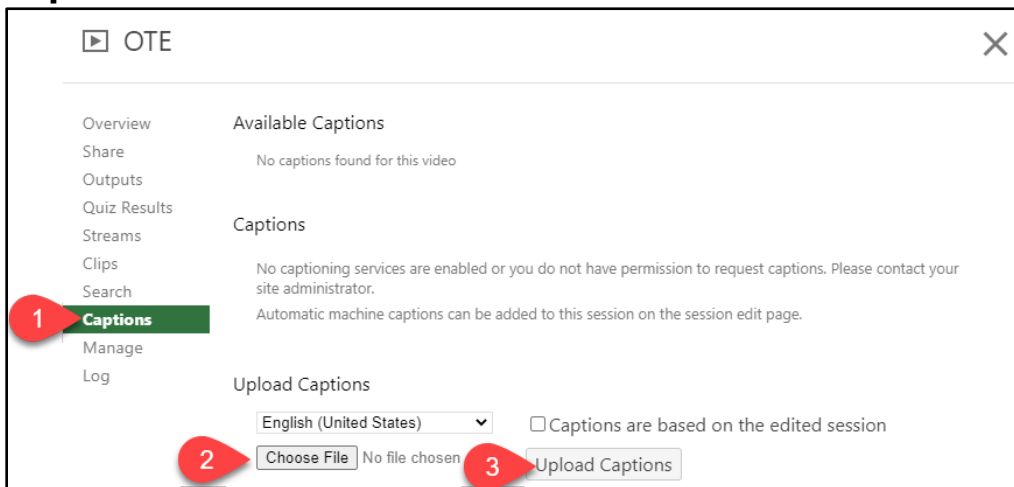 OTE
Overview
Share
Outputs
Quiz Results
Streams
Clips
Search
1
Captions
Manage
Log
Available Captions
No captions found for this video
Captions
No captioning services are enabled or you do not have permission to request captions. Please contact your
site administrator.
Automatic machine captions can be added to this session on the session edit page.
Upload Captions
English (United States)
Captions are based on the edited session
2
Choose File No file chosen
3
Upload Captions